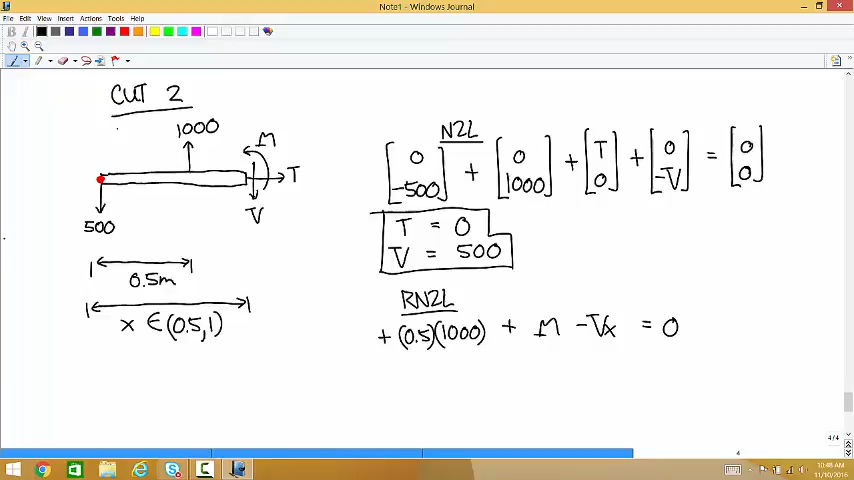 Note1 - Windows Journal
File Edit View Insert Actions Tools Help
B I
CUT 2
1000
M
T
V
500
0.5m
x ∈ (0.5,1)
N2L
[0 -500] + [0 1000] + [T 0] + [0 -V] = [0 0]
T = 0
V = 500
RN2L
+ (0.5)(1000) + M - Vx = 0
4/4
4
10:48 AM
11/10/2016